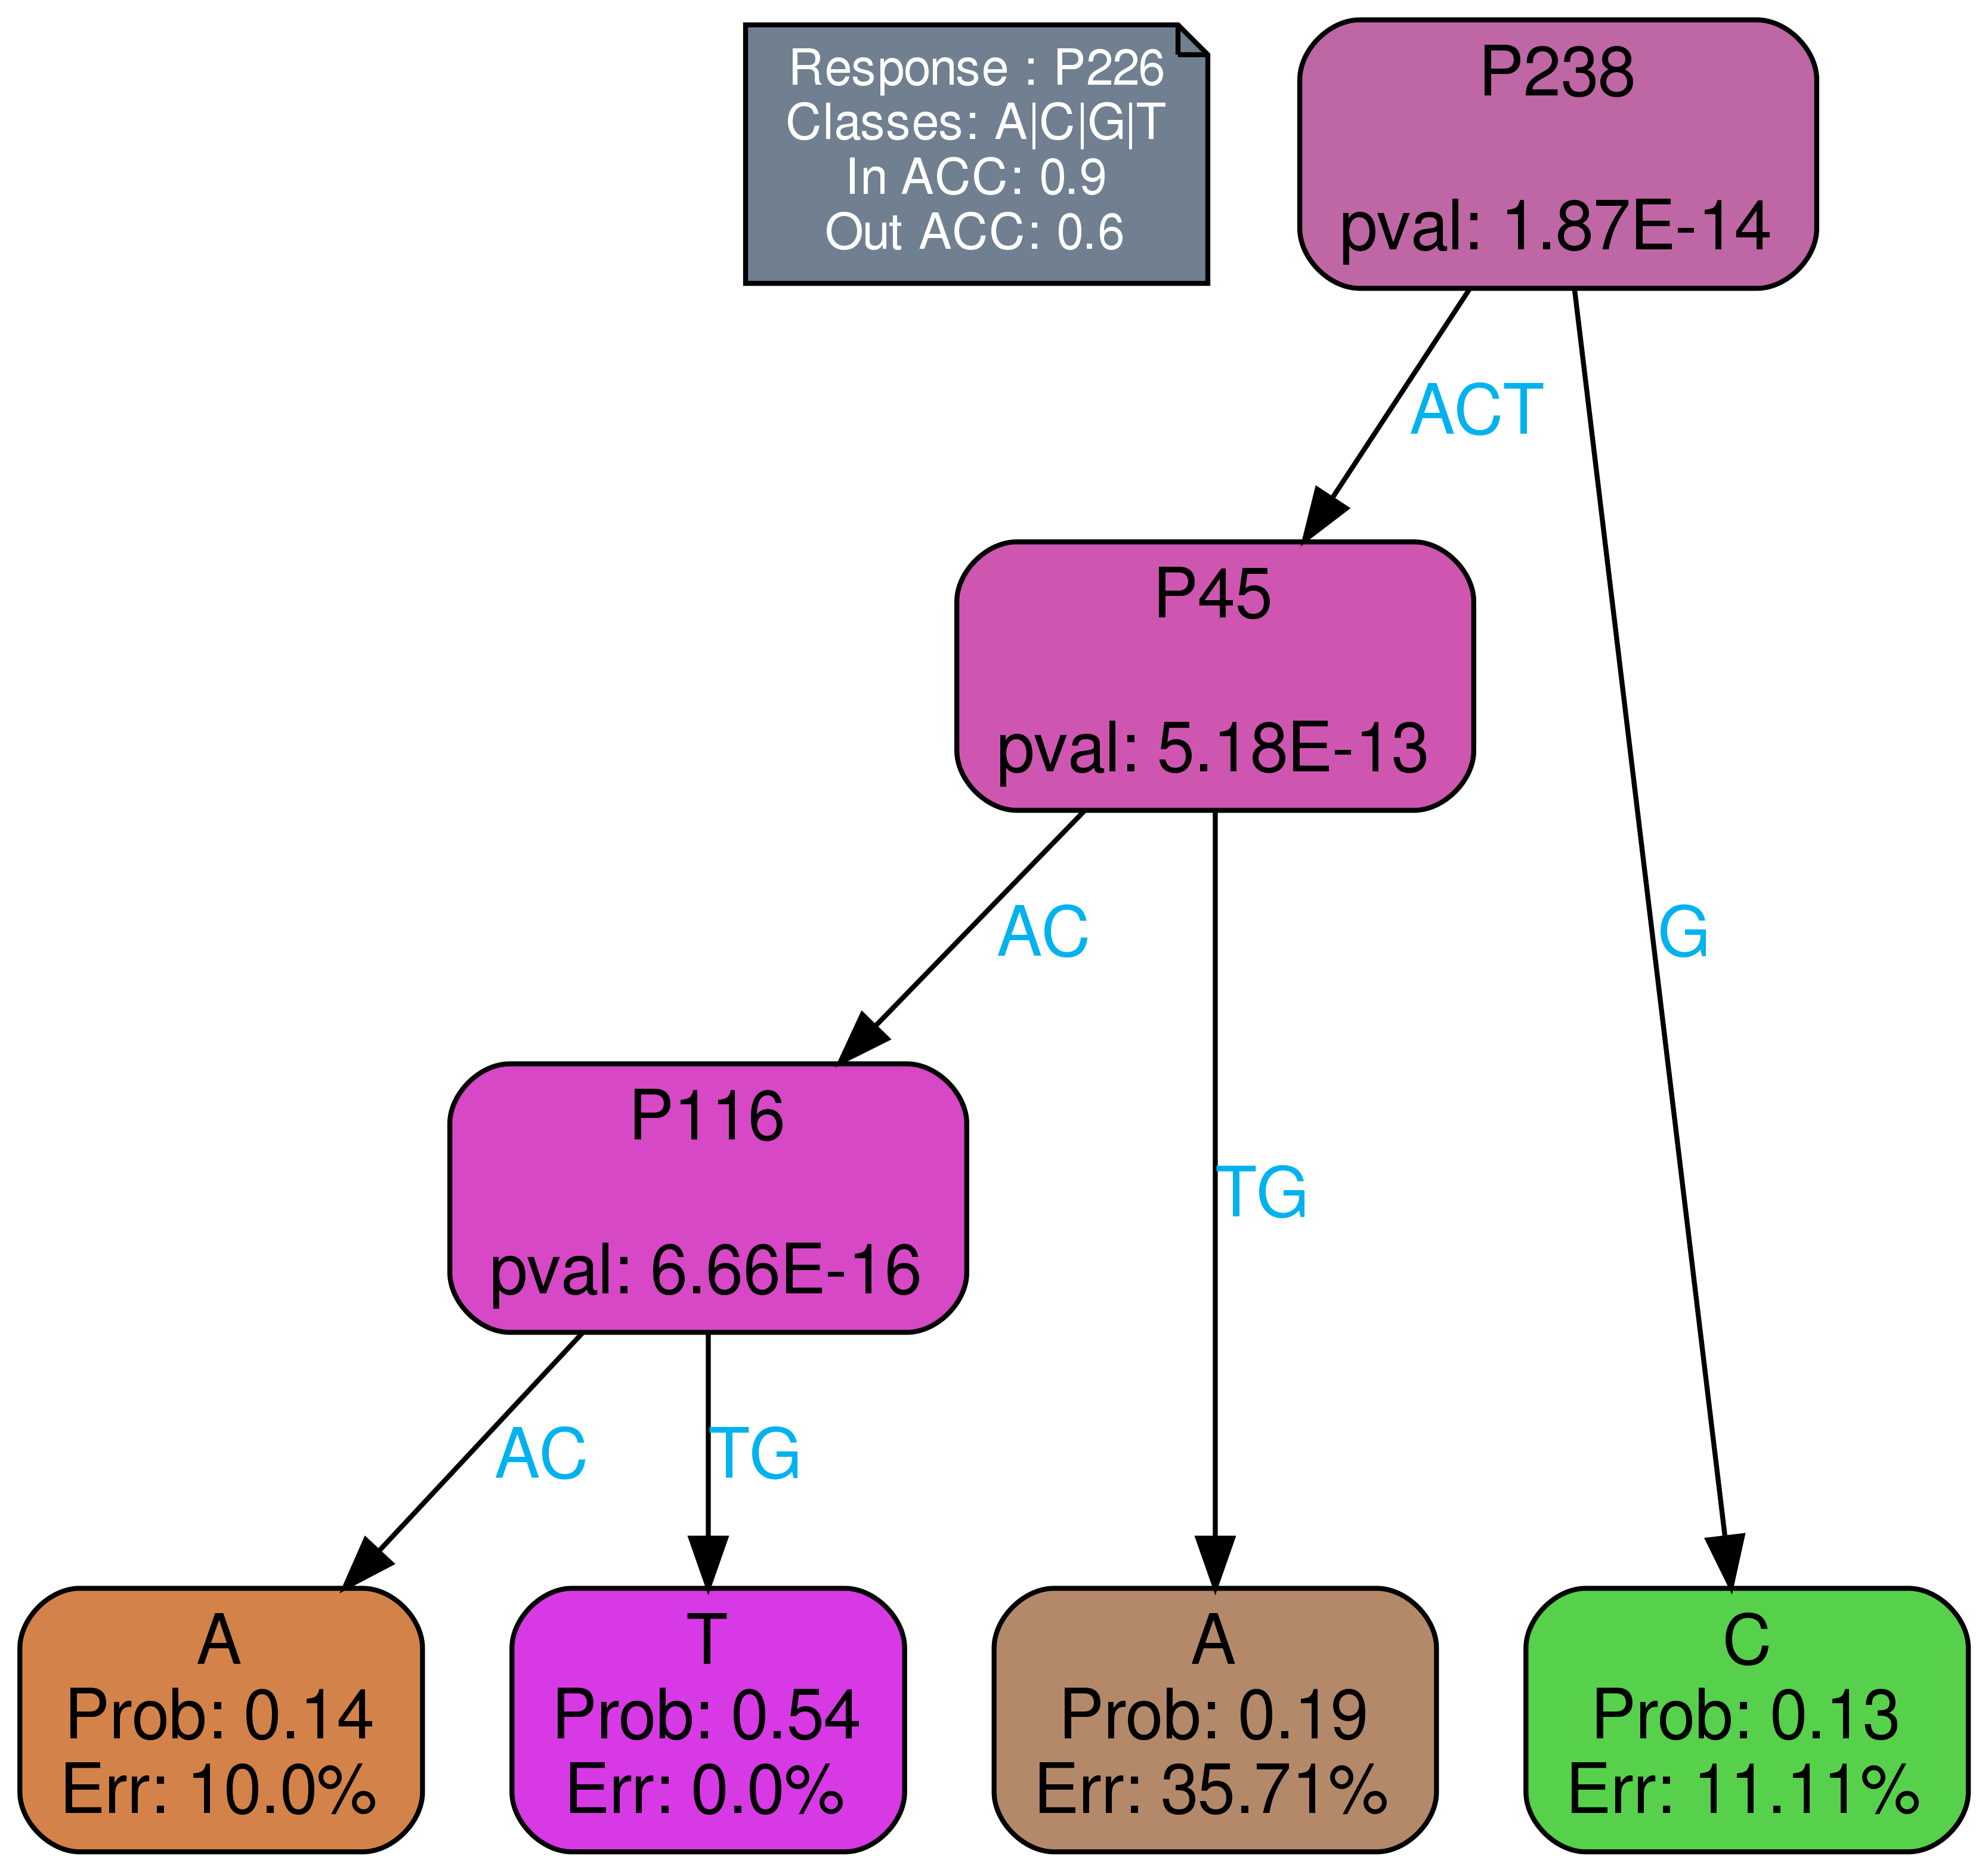 Response : P226
Classes: A|C|G|T
In ACC: 0.9
Out ACC: 0.6
P238
pval: 1.87E-14
ACT
P45
pval: 5.18E-13
AC
G
P116
pval: 6.66E-16
TG
AC
TG
A
Prob: 0.14
Err: 10.0%
T
Prob: 0.54
Err: 0.0%
A
Prob: 0.19
Err: 35.71%
C
Prob: 0.13
Err: 11.11%